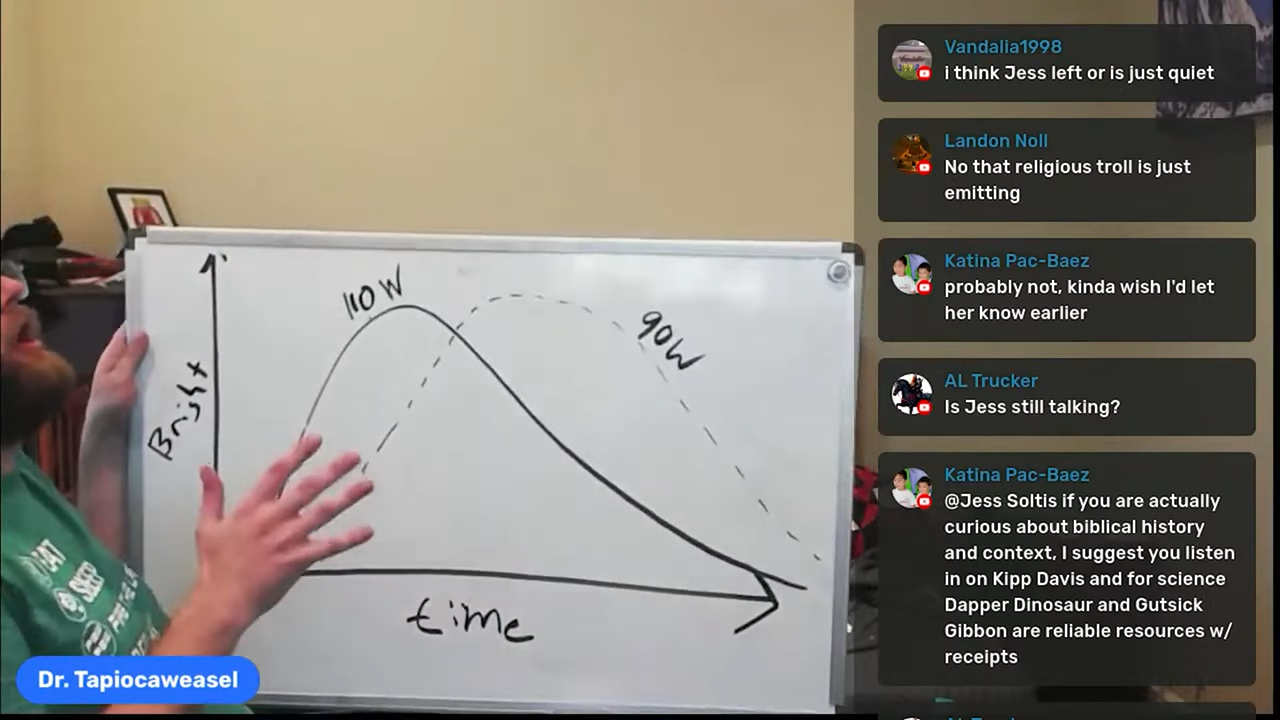 110W
90W
Bright
time
EAT
SLEEP
Dr. Tapiocaweasel
Vandalia1998
i think Jess left or is just quiet
Landon Noll
No that religious troll is just
emitting
Katina Pac-Baez
probably not, kinda wish I'd let
her know earlier
AL Trucker
Is Jess still talking?
Katina Pac-Baez
@Jess Soltis if you are actually
curious about biblical history
and context, I suggest you listen
in on Kipp Davis and for science
Dapper Dinosaur and Gutsick
Gibbon are reliable resources w/
receipts